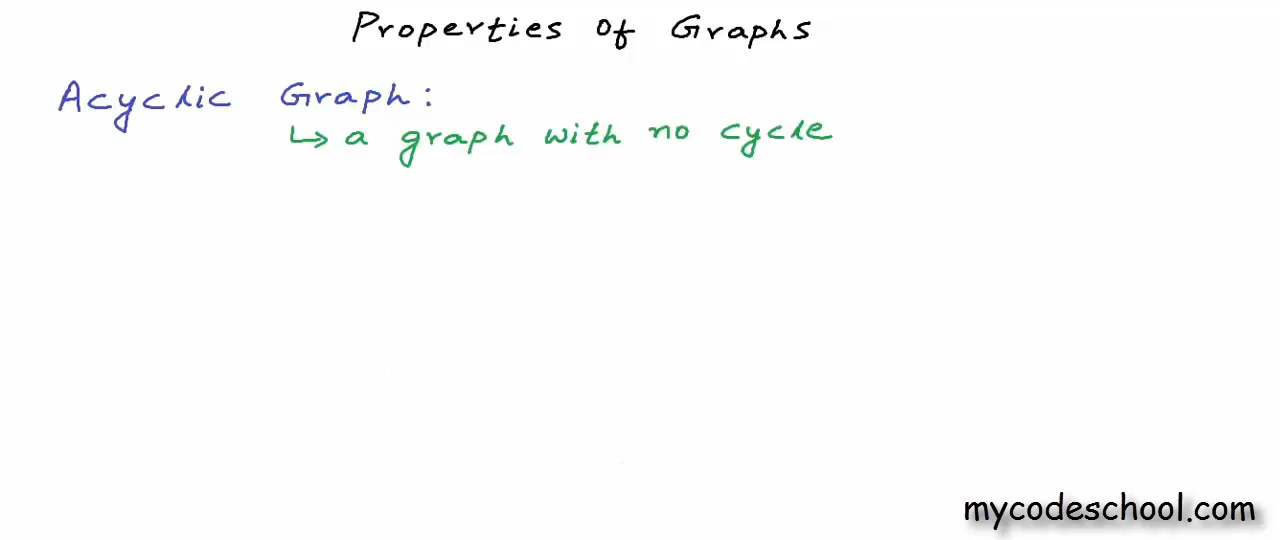 Properties of Graphs
Acyclic Graph:
↳ a graph with no cycle
mycodeschool.com